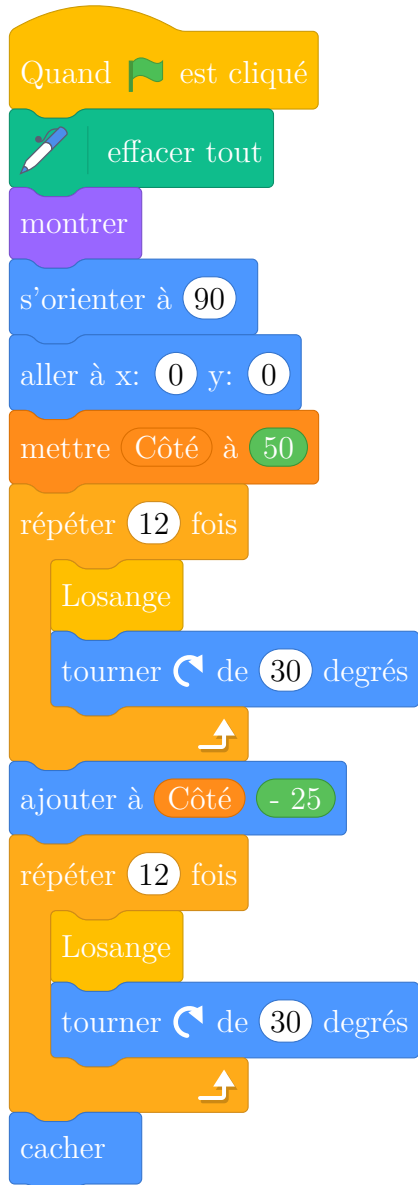 Quand est cliqué
effacer tout
montrer
s'orienter à 90
aller à x: 0 y: 0
mettre Côté à 50
répéter 12 fois
Losange
tourner de 30 degrés
ajouter à Côté - 25
répéter 12 fois
Losange
tourner de 30 degrés
cacher